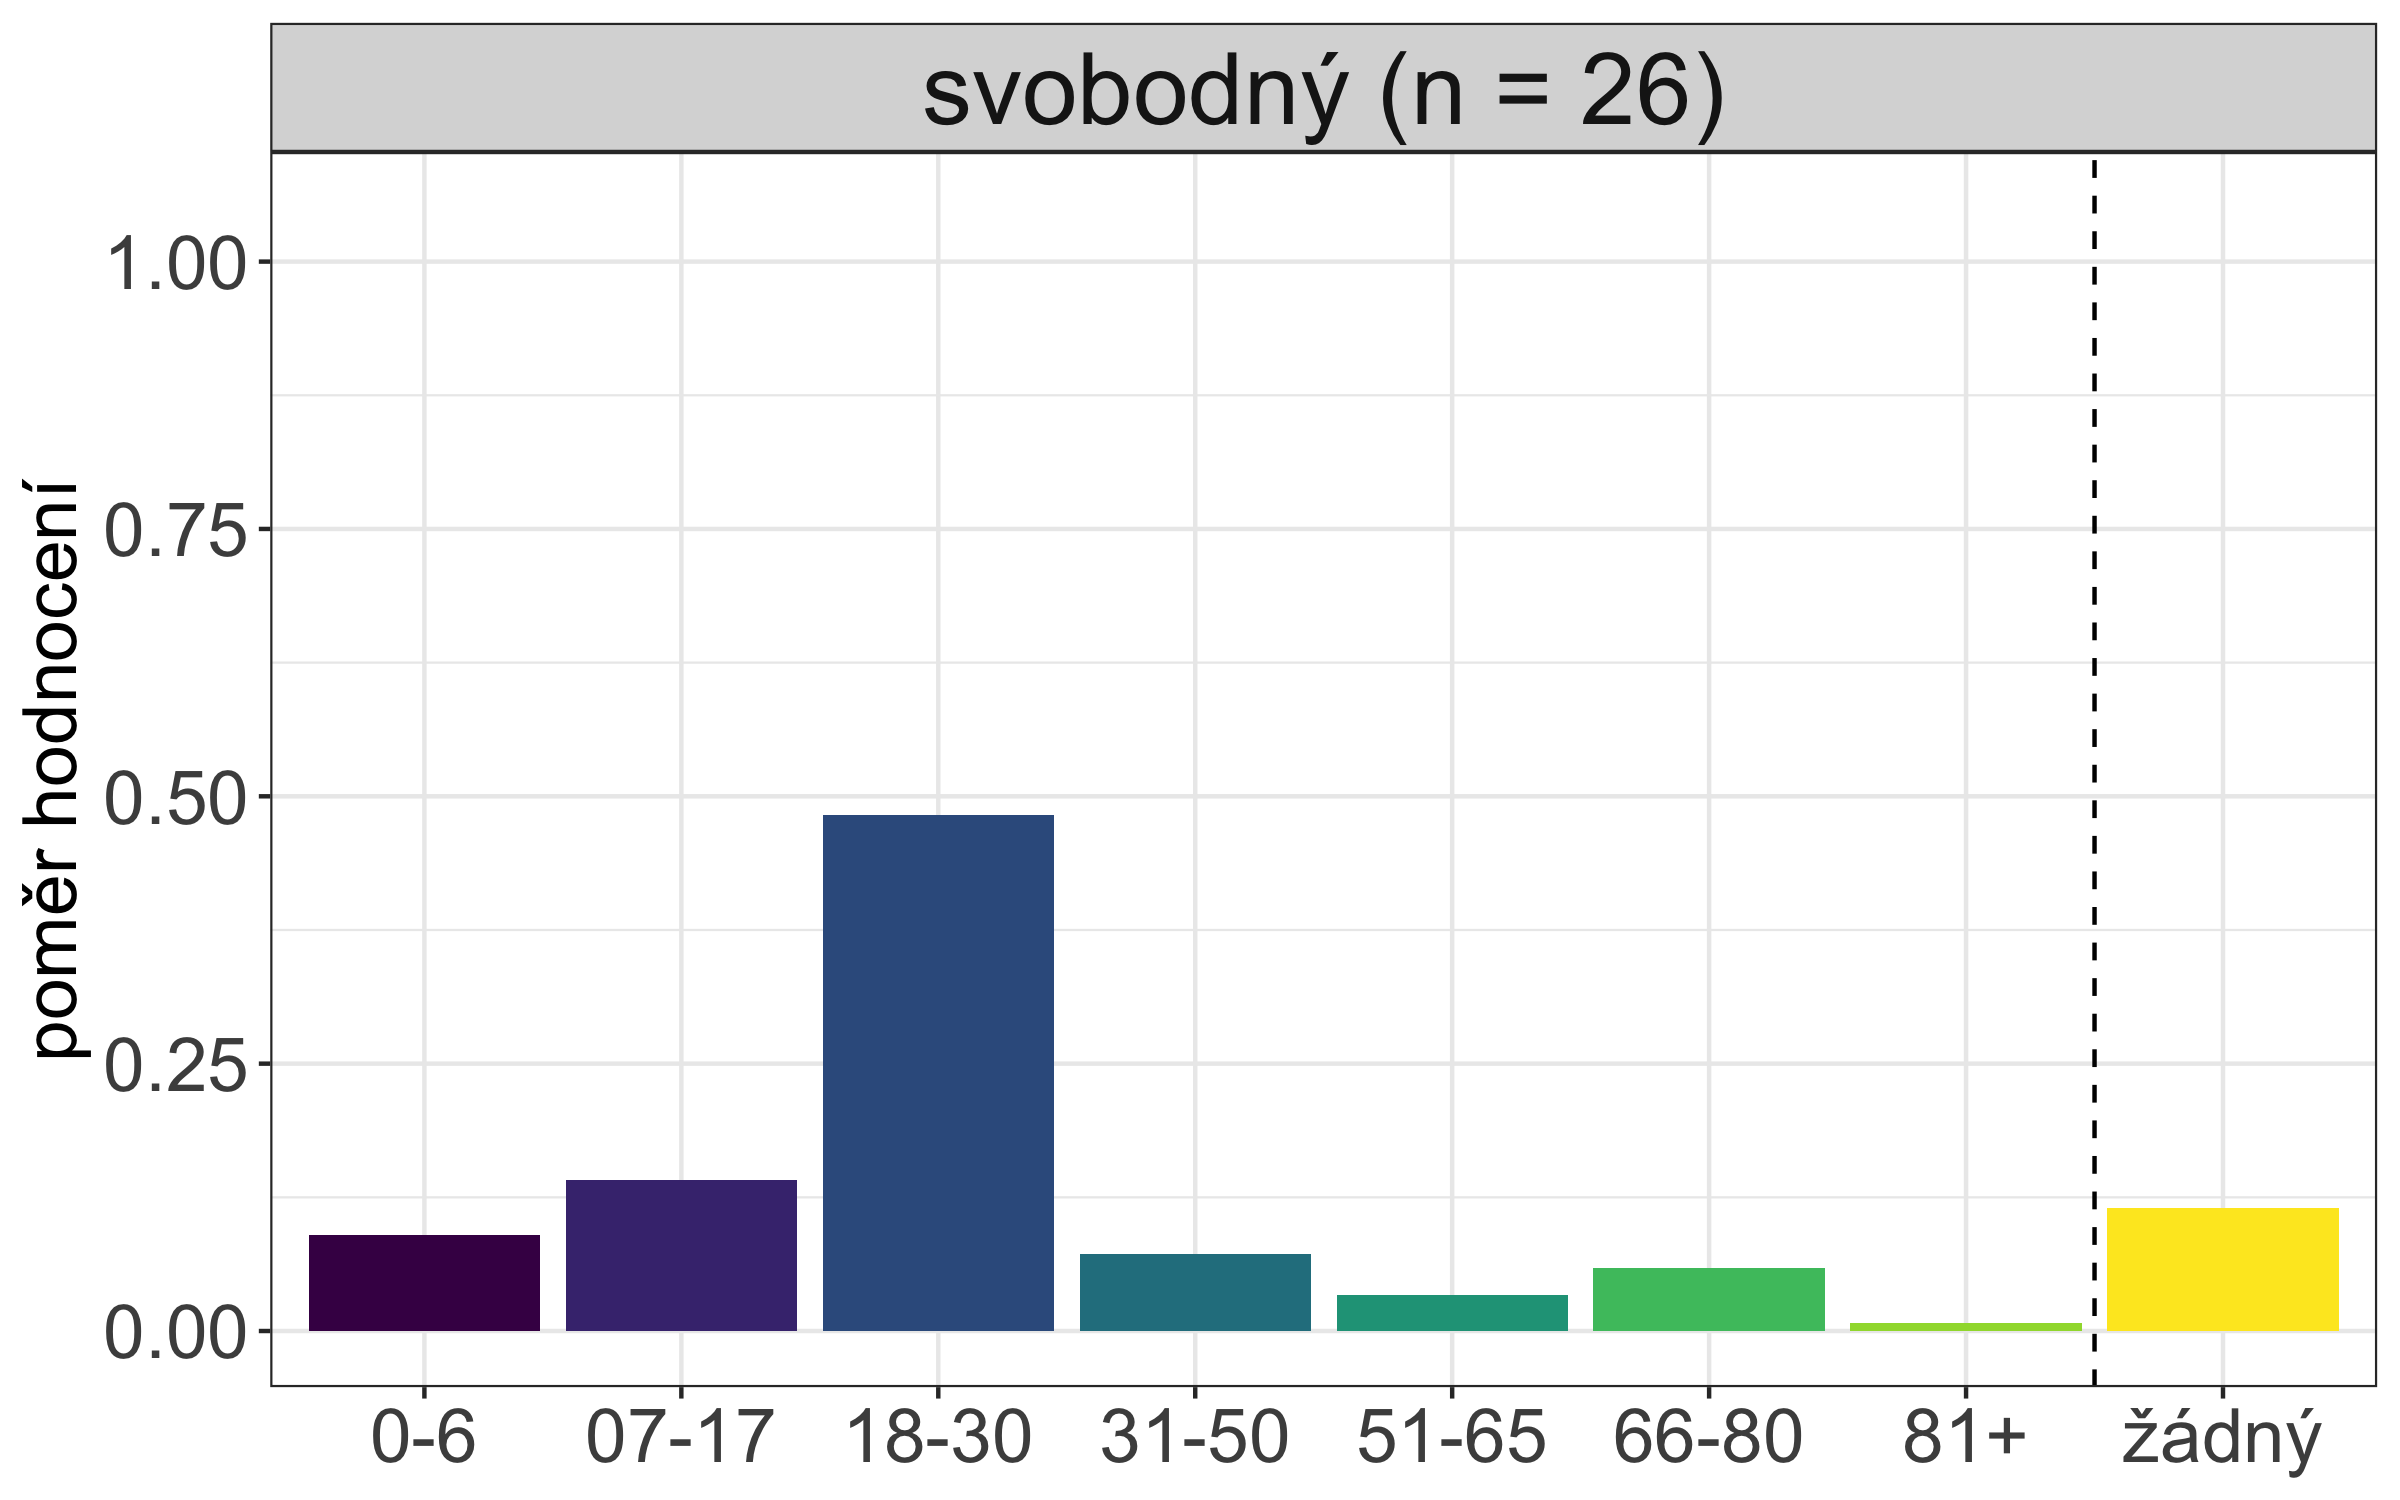 svobodný (n = 26)
poměr hodnocení
1.00
0.75
0.50
0.25
0.00
0-6 07-17 18-30 31-50 51-65 66-80 81+ žádný